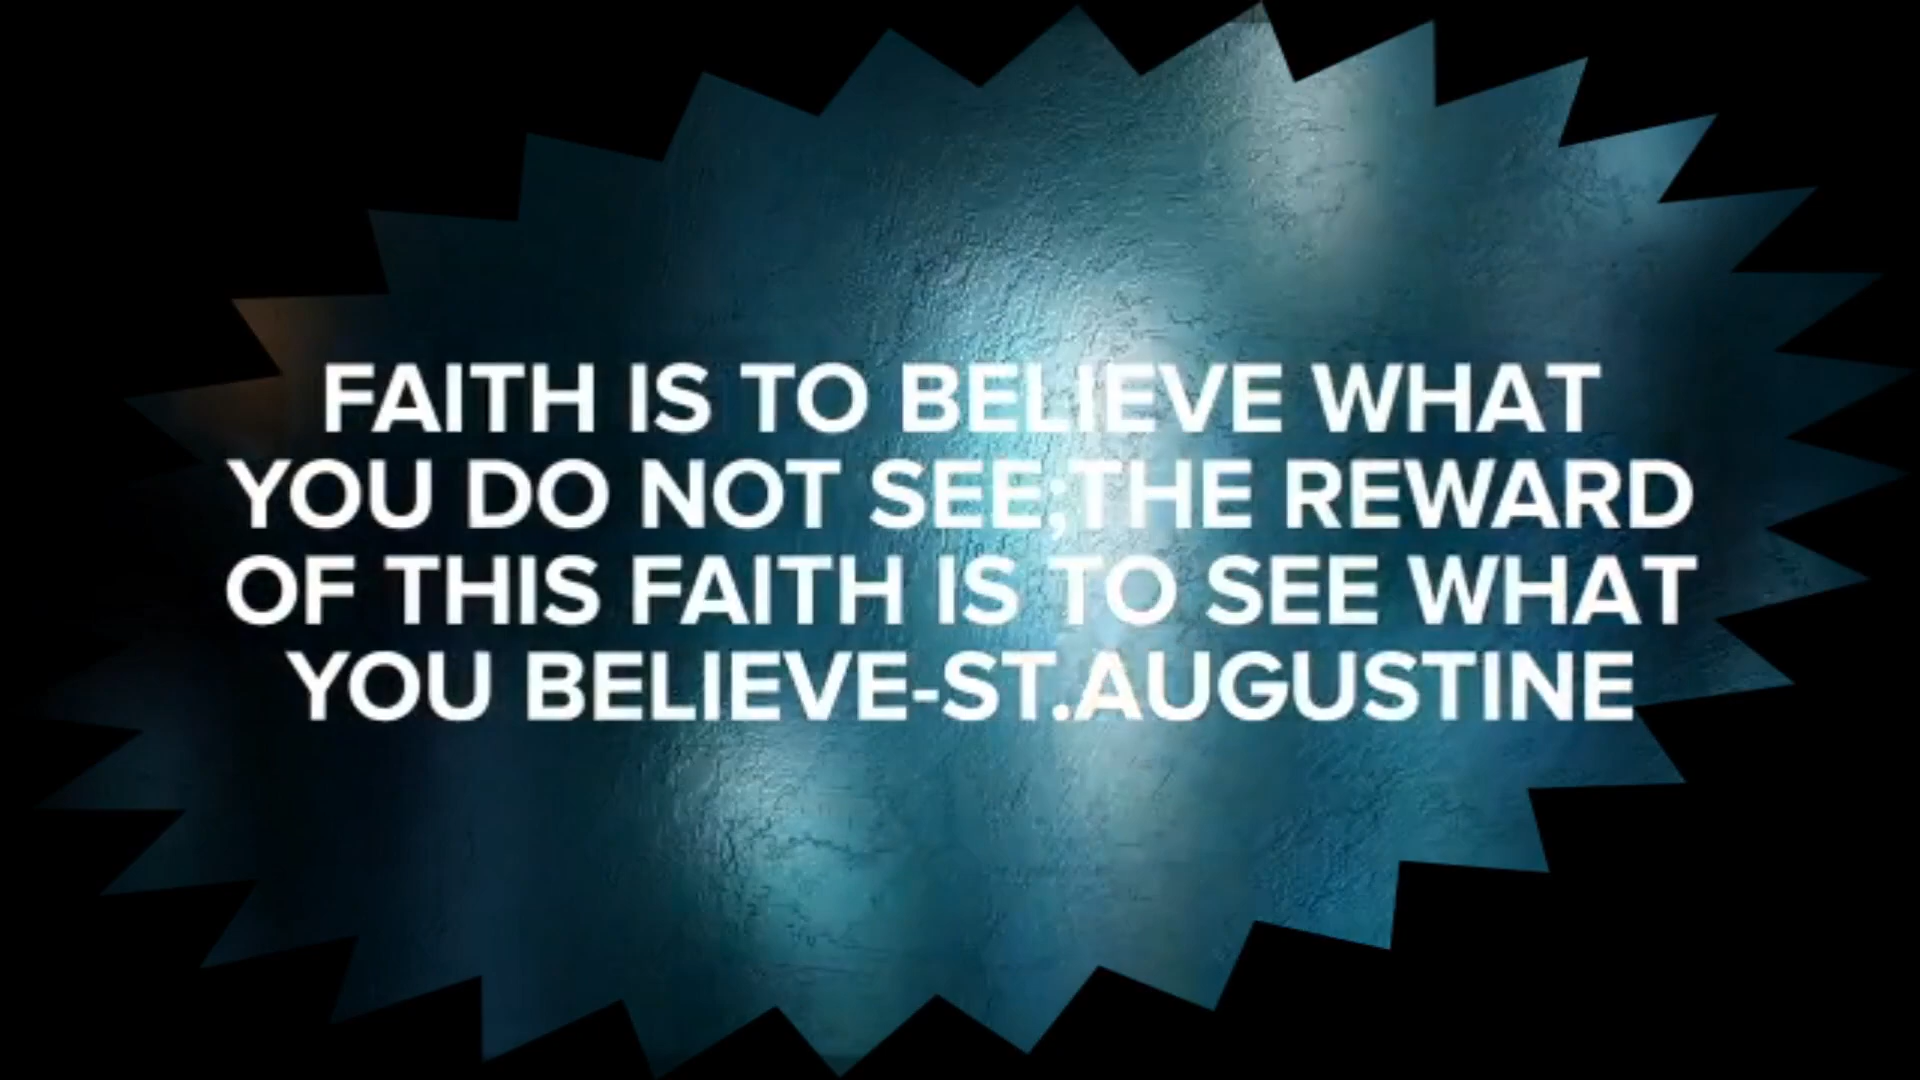 FAITH IS TO BELIEVE WHAT
YOU DO NOT SEE;THE REWARD
OF THIS FAITH IS TO SEE WHAT
YOU BELIEVE-ST.AUGUSTINE